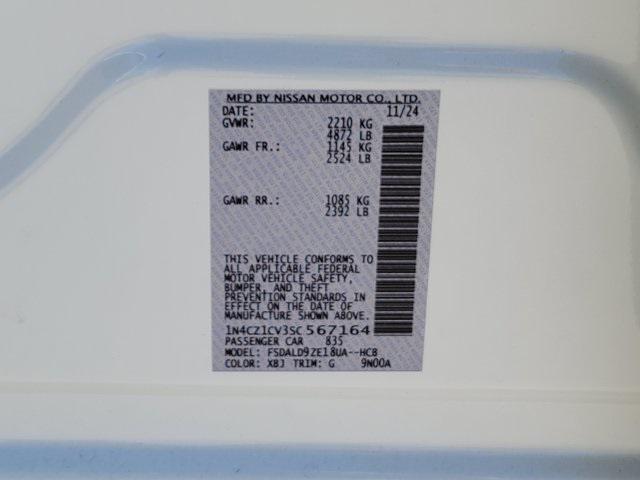 MFD BY NISSAN MOTOR CO., LTD.
DATE: 11/24
GVWR: 2210 KG
4872 LB
GAWR FR.: 1145 KG
2524 LB
GAWR RR.: 1085 KG
2392 LB
THIS VEHICLE CONFORMS TO
ALL APPLICABLE FEDERAL
MOTOR VEHICLE SAFETY,
BUMPER, AND THEFT
PREVENTION STANDARDS IN
EFFECT ON THE DATE OF
MANUFACTURE SHOWN ABOVE.
1N4CZ1CV3SC567164
PASSENGER CAR 835
MODEL: FSDALD9ZE18UA--HCB
COLOR: XBJ TRIM: G 9N00A